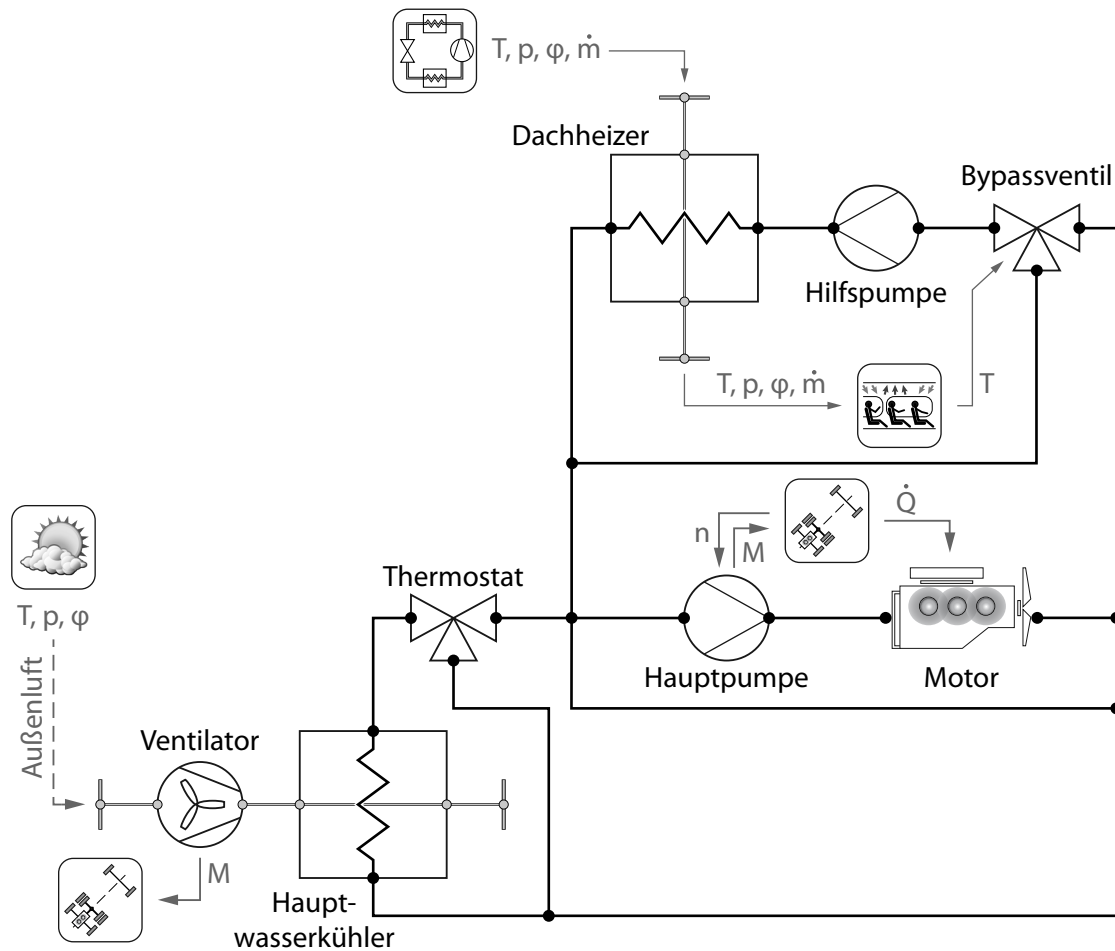 T, p, φ, ṁ
Dachheizer
Bypassventil
Hilfspumpe
T, p, φ, ṁ
T
Q̇
n
M
Thermostat
T, p, φ
Hauptpumpe
Motor
Außenluft
Ventilator
M
Haupt-
wasserkühler